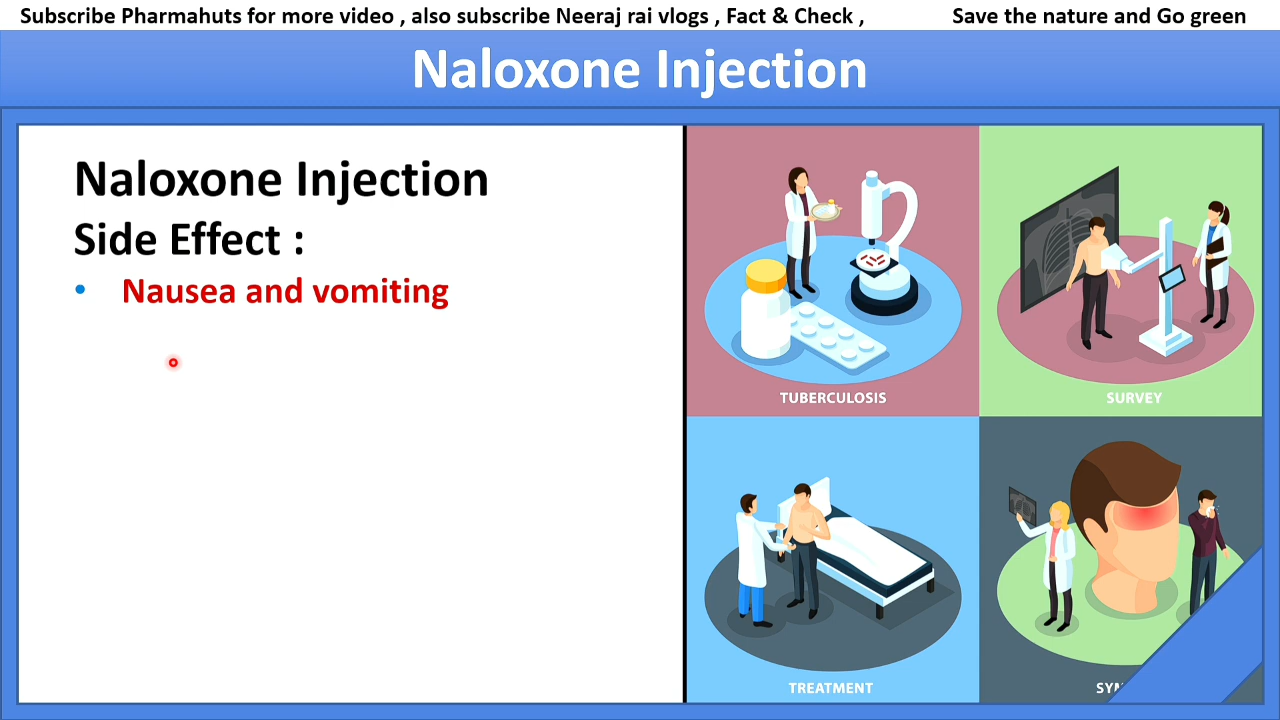 Subscribe Pharmahuts for more video , also subscribe Neeraj rai vlogs , Fact & Check , Save the nature and Go green
Naloxone Injection
Naloxone Injection
Side Effect :
• Nausea and vomiting
TUBERCULOSIS
SURVEY
TREATMENT